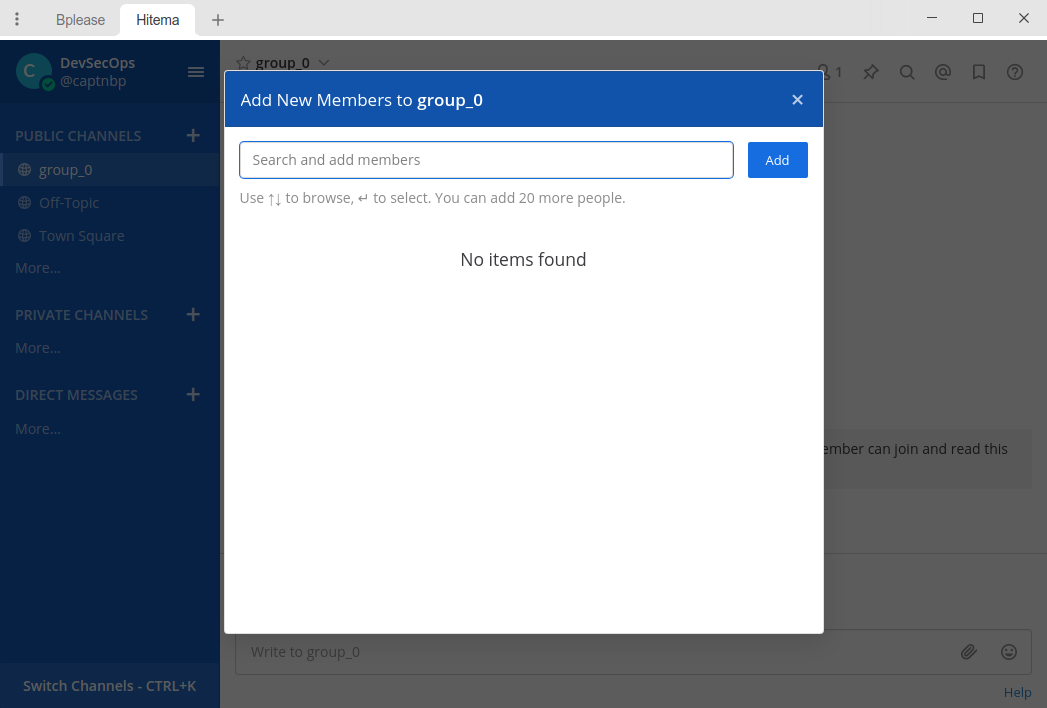 Bplease
Hitema
C
DevSecOps
@captnbp
PUBLIC CHANNELS
group_0
Off-Topic
Town Square
More...
PRIVATE CHANNELS
More...
DIRECT MESSAGES
More...
Switch Channels - CTRL+K
group_0
1
Add New Members to group_0
Search and add members
Add
Use ↑↓ to browse, ↵ to select. You can add 20 more people.
No items found
can join and read this
Write to group_0
Help